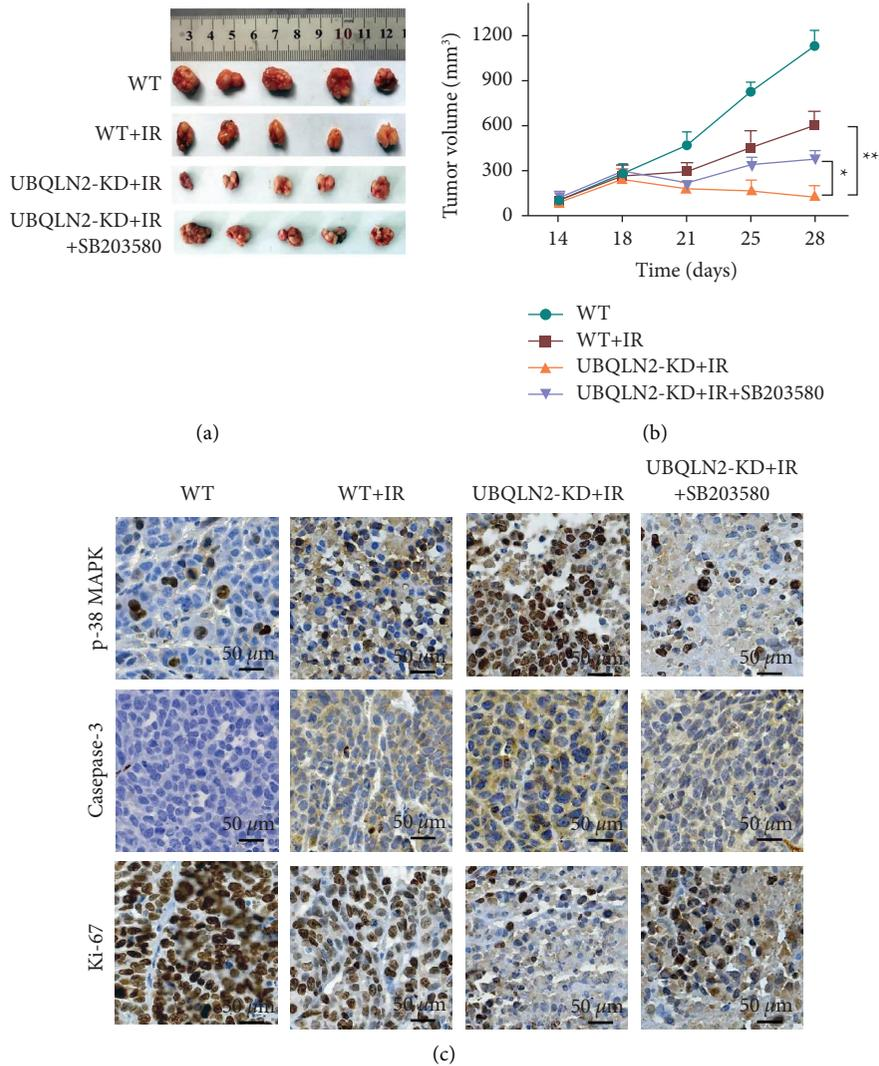 3 4 5 6 7 8 9 10 11 12 1
WT
WT+IR
UBQLN2-KD+IR
UBQLN2-KD+IR
+SB203580
(a)
Tumor volume (mm³)
1200
900
600
300
0
14 18 21 25 28
Time (days)
*
**
WT
WT+IR
UBQLN2-KD+IR
UBQLN2-KD+IR+SB203580
(b)
WT WT+IR UBQLN2-KD+IR UBQLN2-KD+IR
+SB203580
p-38 MAPK
50 μm 50 μm 50 μm 50 μm
Casepase-3
50 μm 50 μm 50 μm 50 μm
Ki-67
50 μm 50 μm 50 μm 50 μm
(c)